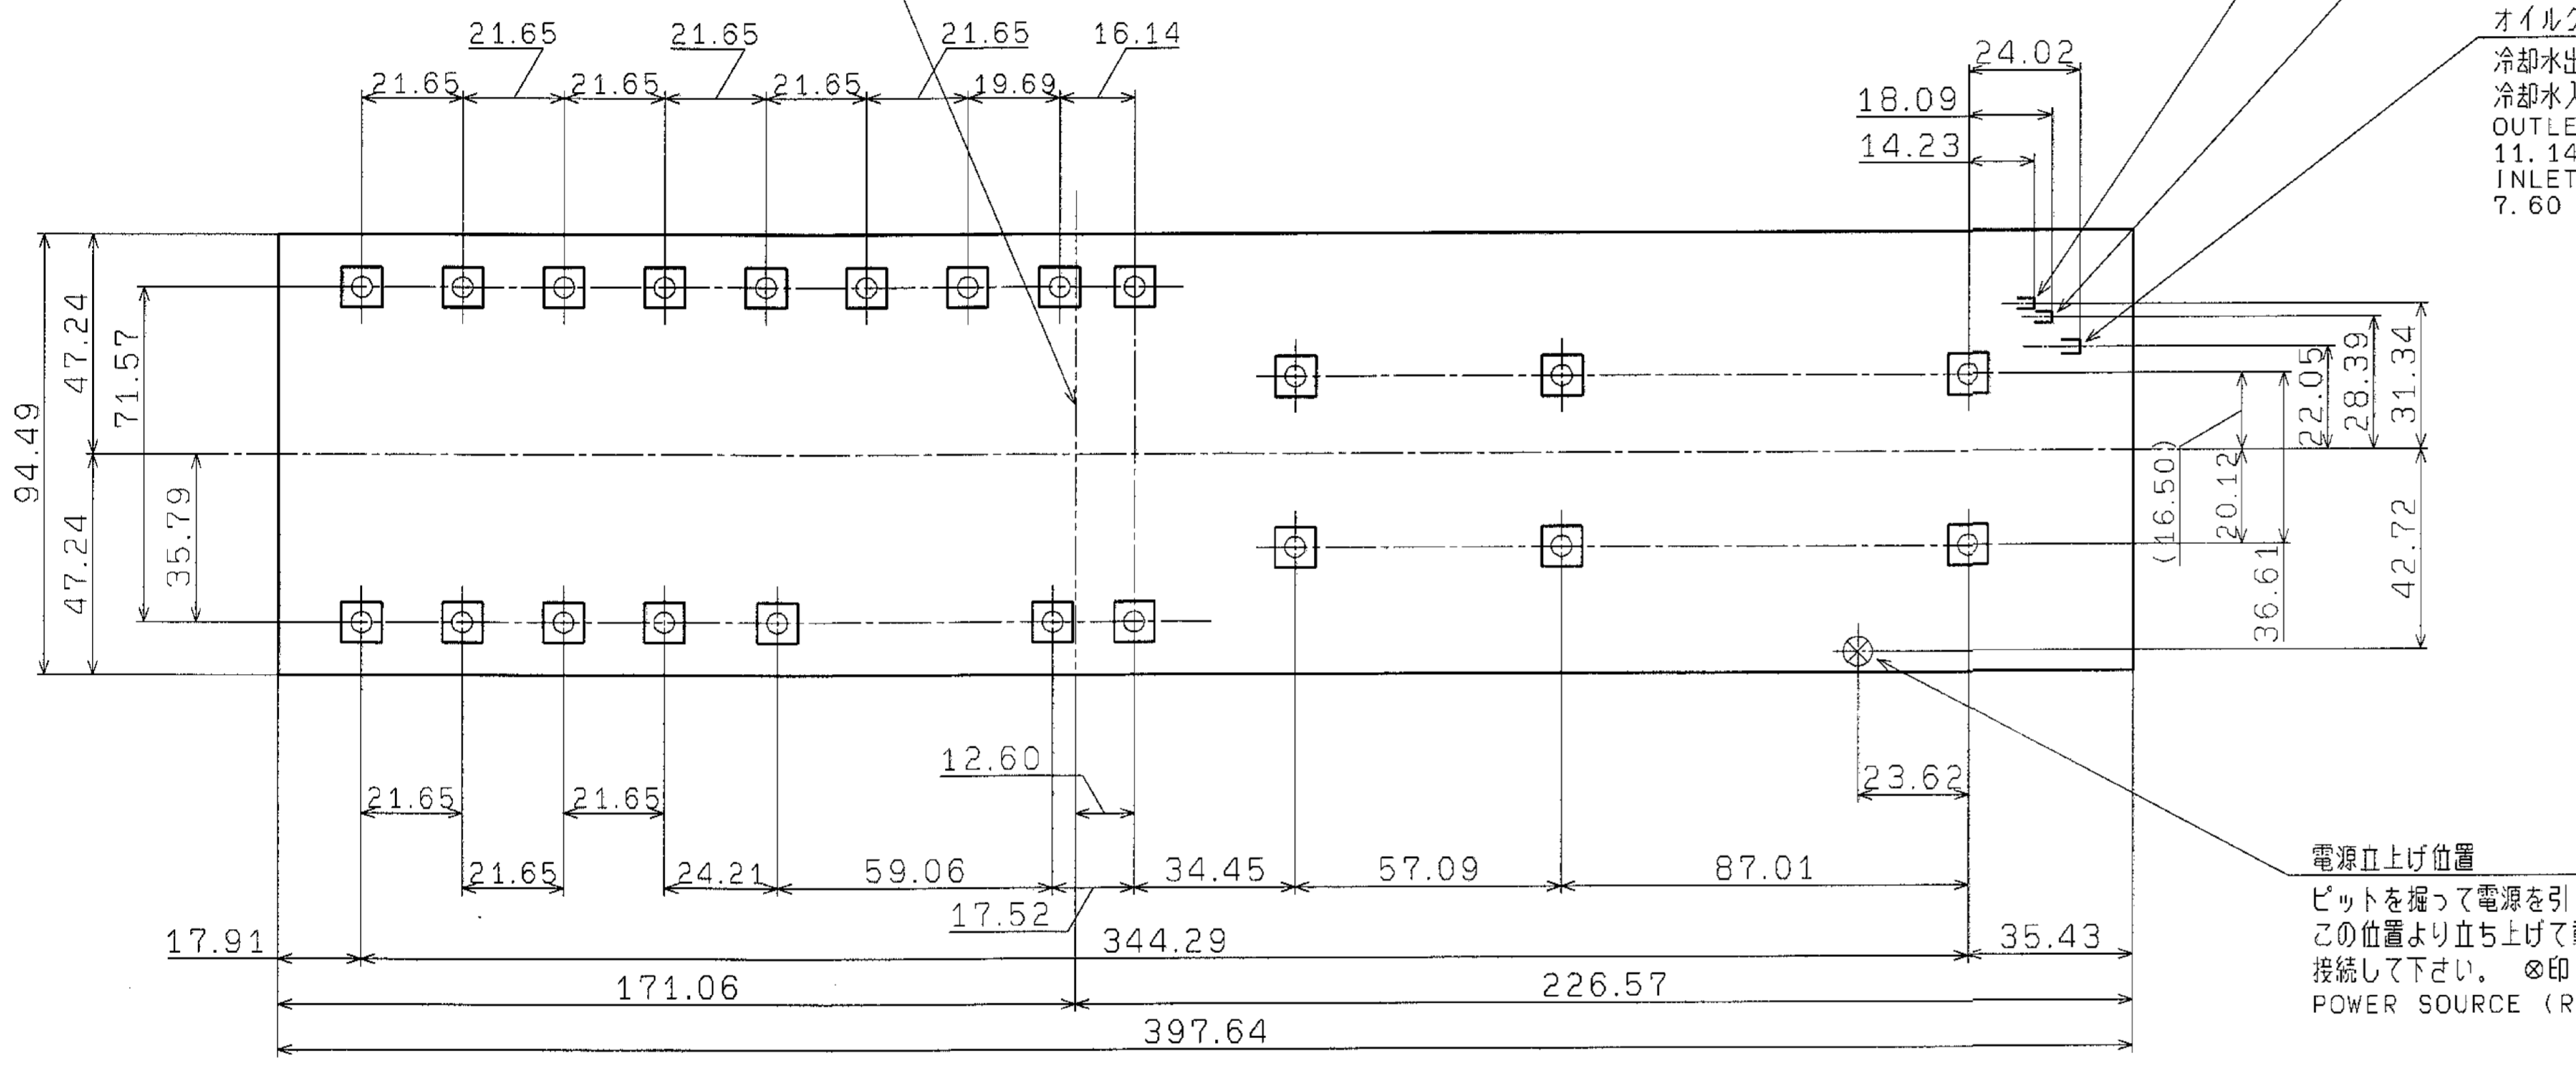 21.65 21.65 21.65 16.14
21.65 21.65 21.65 19.69
24.02
18.09
14.23
オイルク
冷却水出
冷却水入
OUTLE
11.14
INLET
7.60
94.49
47.24
47.24
71.57
35.79
22.05
28.39
31.34
(16.50)
20.12
36.61
42.72
12.60
23.62
21.65 21.65
21.65 24.21 59.06 34.45 57.09 87.01
17.52
17.91 344.29 35.43
171.06 226.57
397.64
電源立上げ位置
ピットを掘って電源を引
この位置より立ち上げて
接続して下さい。 ⊗印
POWER SOURCE (R